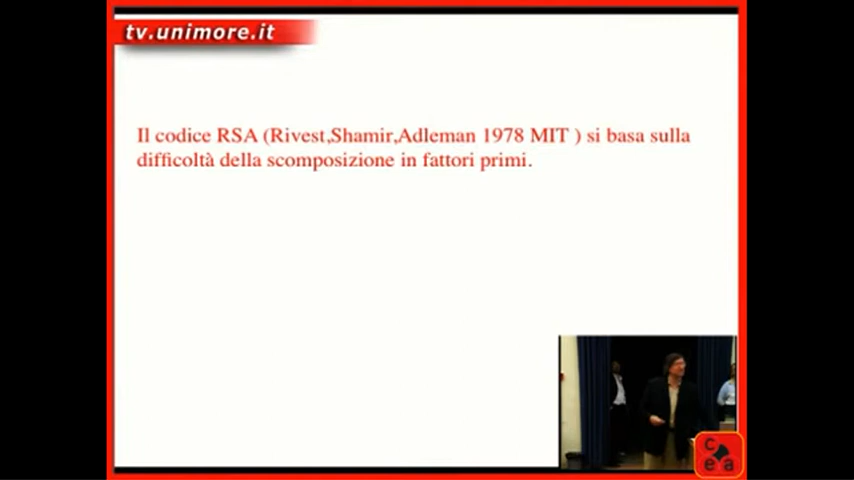 tv.unimore.it
Il codice RSA (Rivest,Shamir,Adleman 1978 MIT ) si basa sulla
difficoltà della scomposizione in fattori primi.
c
e a